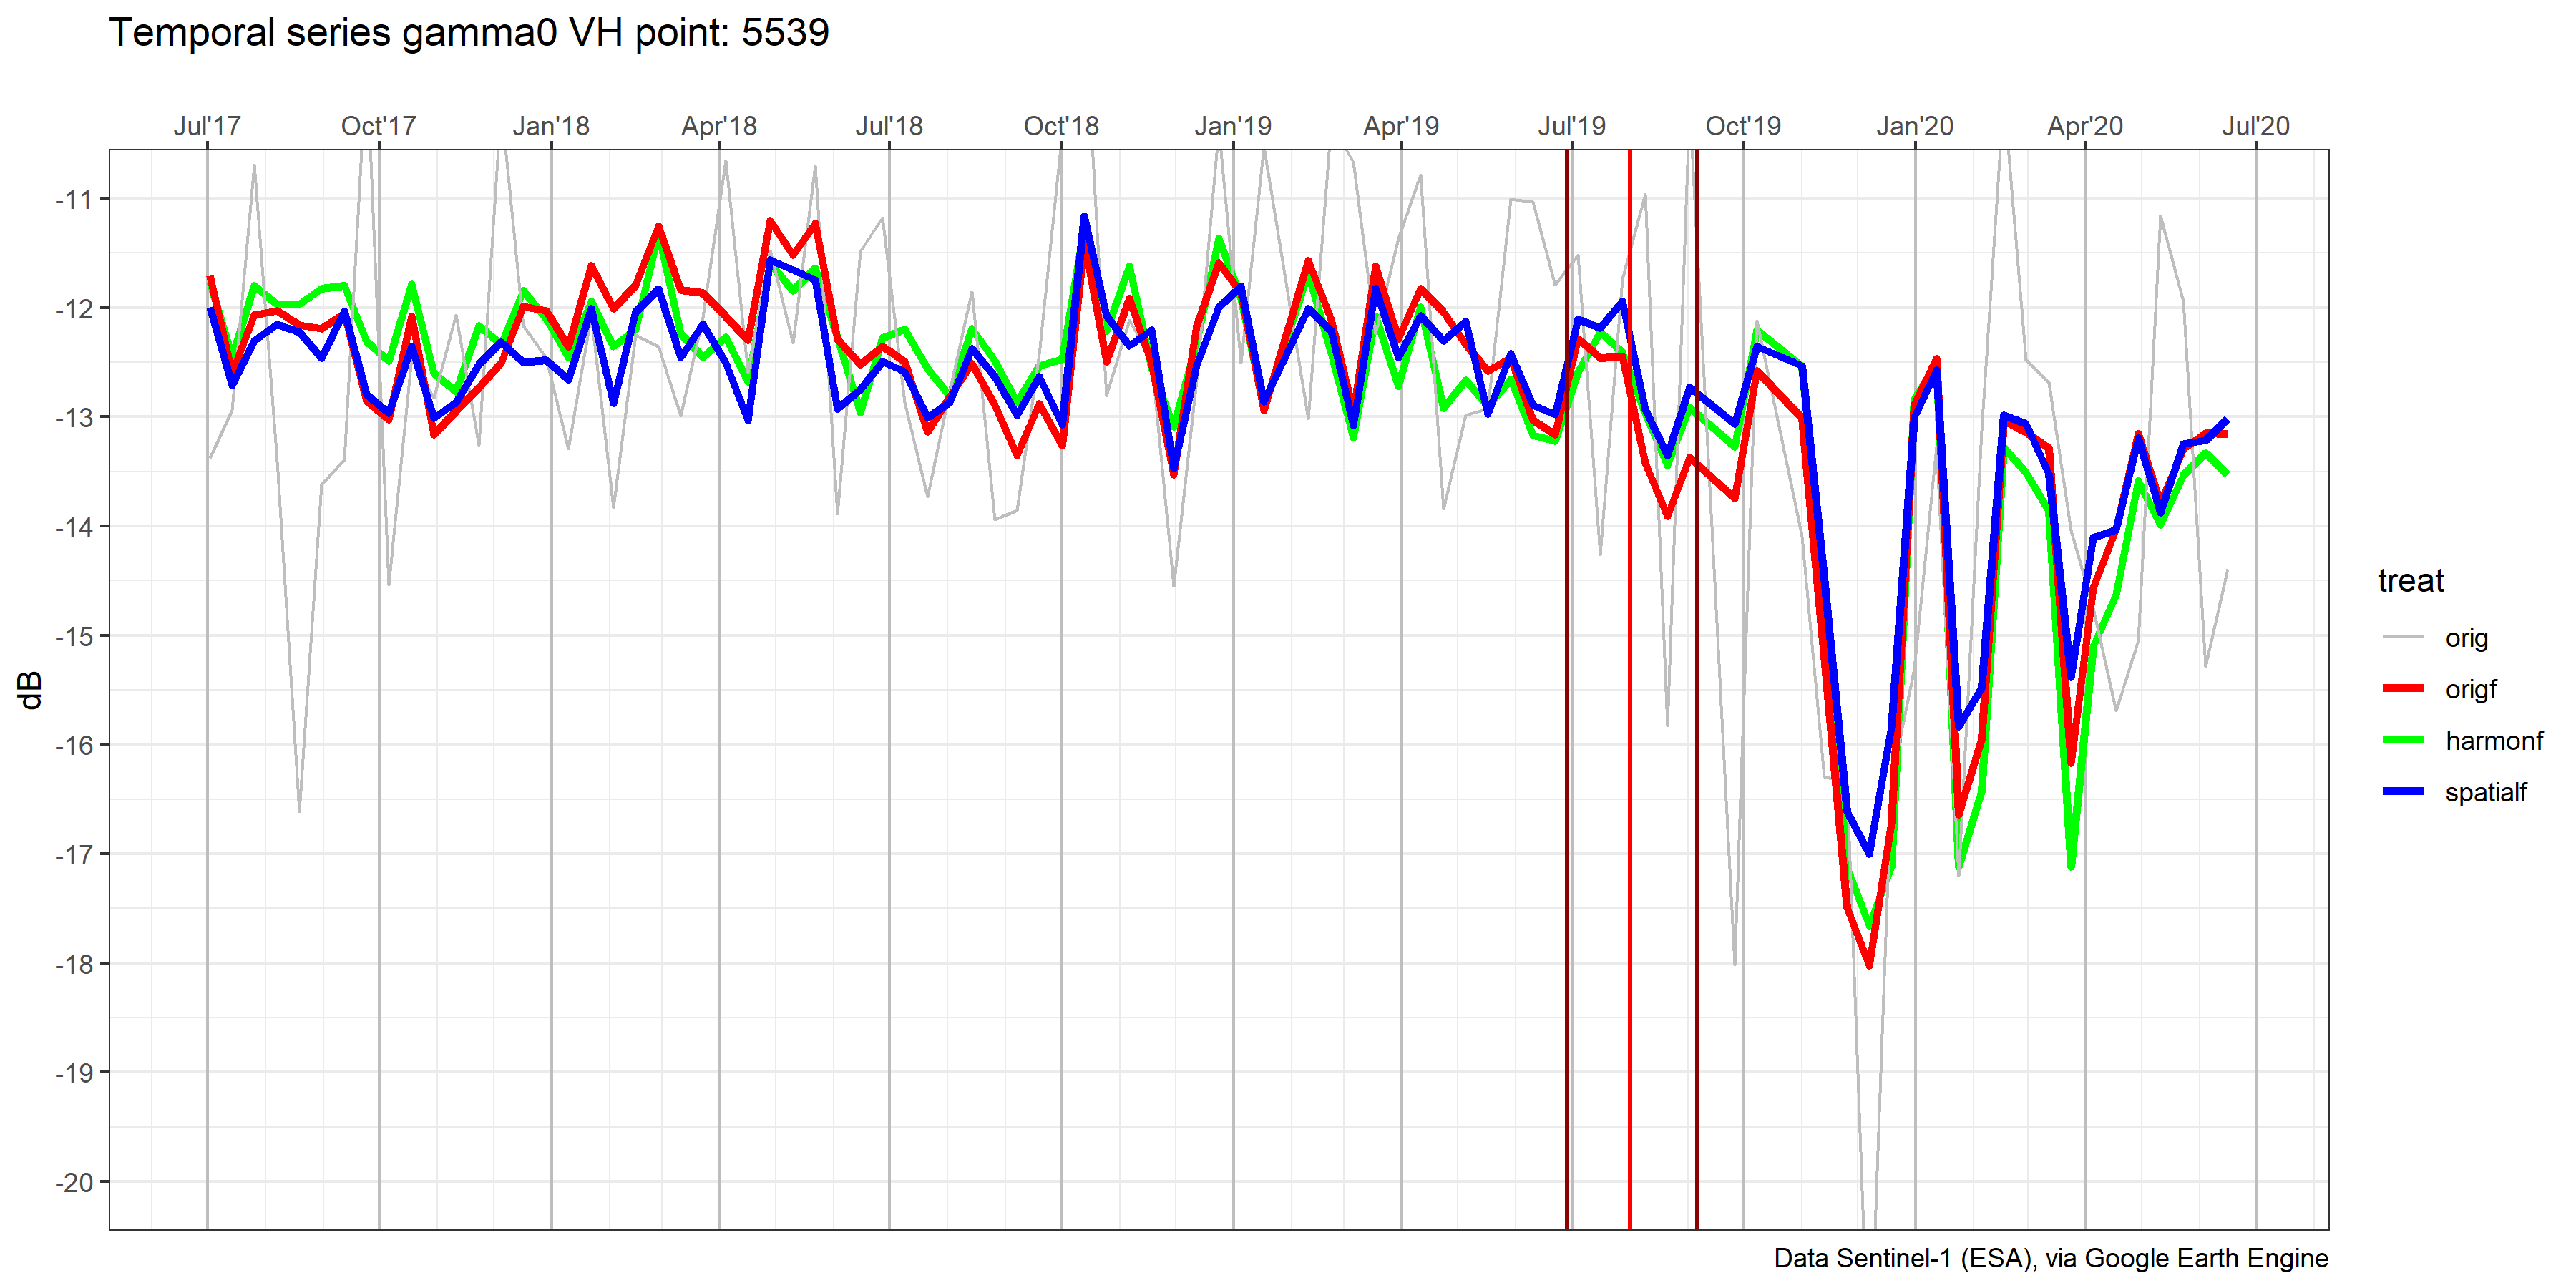 Temporal series gamma0 VH point: 5539
Jul'17 Oct'17 Jan'18 Apr'18 Jul'18 Oct'18 Jan'19 Apr'19 Jul'19 Oct'19 Jan'20 Apr'20 Jul'20
-11
-12
-13
-14
-15
-16
-17
-18
-19
-20
dB
treat
orig
origf
harmonf
spatialf
Data Sentinel-1 (ESA), via Google Earth Engine